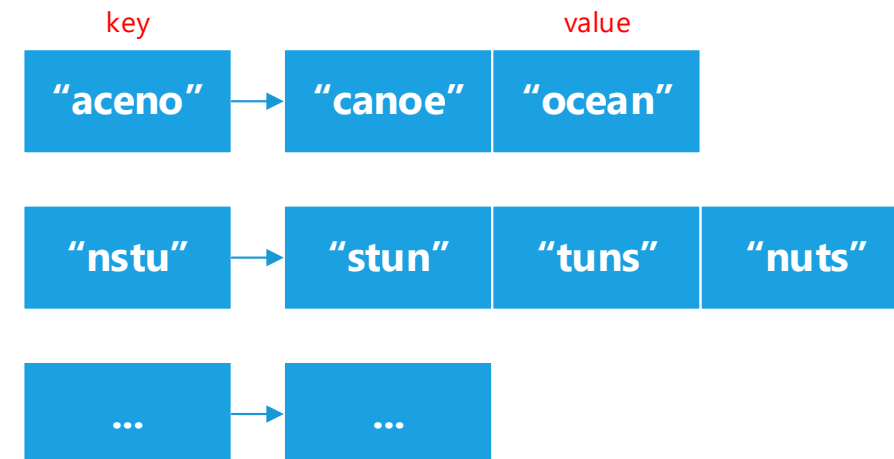 key value
“aceno” “canoe” “ocean”
“nstu” “stun” “tuns” “nuts”
... ...